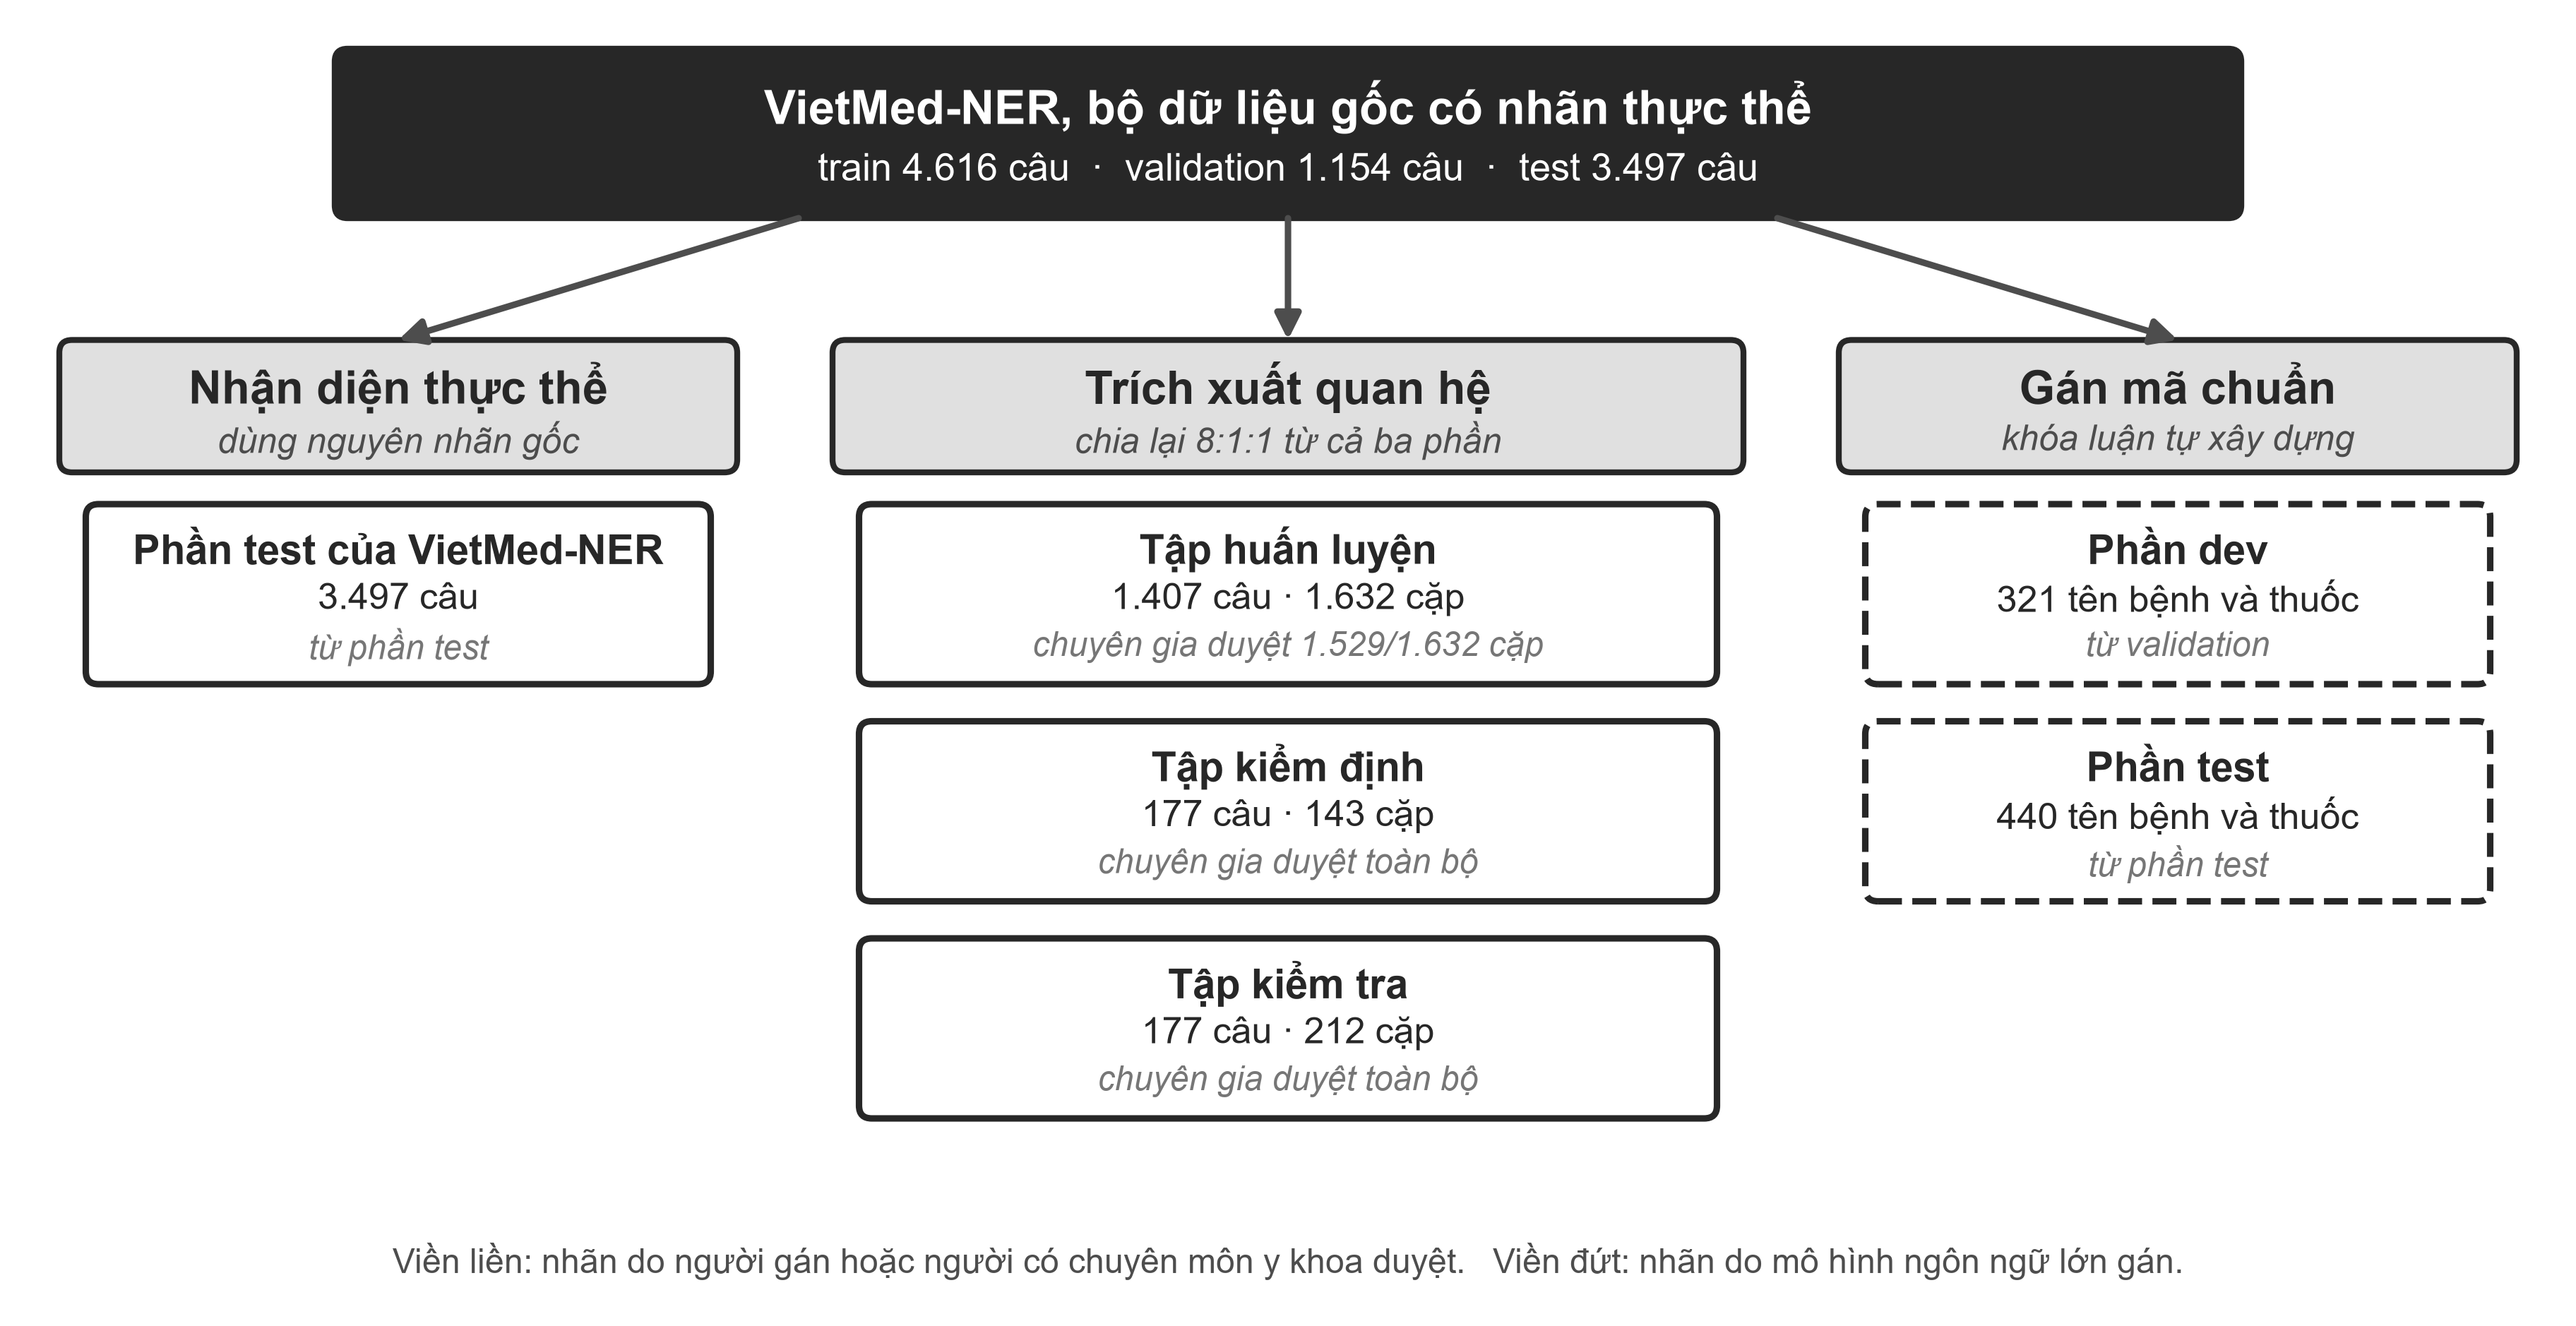 VietMed-NER, bộ dữ liệu gốc có nhãn thực thể
train 4.616 câu · validation 1.154 câu · test 3.497 câu
Nhận diện thực thể
dùng nguyên nhãn gốc
Phần test của VietMed-NER
3.497 câu
từ phần test
Trích xuất quan hệ
chia lại 8:1:1 từ cả ba phần
Tập huấn luyện
1.407 câu · 1.632 cặp
chuyên gia duyệt 1.529/1.632 cặp
Tập kiểm định
177 câu · 143 cặp
chuyên gia duyệt toàn bộ
Tập kiểm tra
177 câu · 212 cặp
chuyên gia duyệt toàn bộ
Gán mã chuẩn
khóa luận tự xây dựng
Phần dev
321 tên bệnh và thuốc
từ validation
Phần test
440 tên bệnh và thuốc
từ phần test
Viền liền: nhãn do người gán hoặc người có chuyên môn y khoa duyệt. Viền đứt: nhãn do mô hình ngôn ngữ lớn gán.